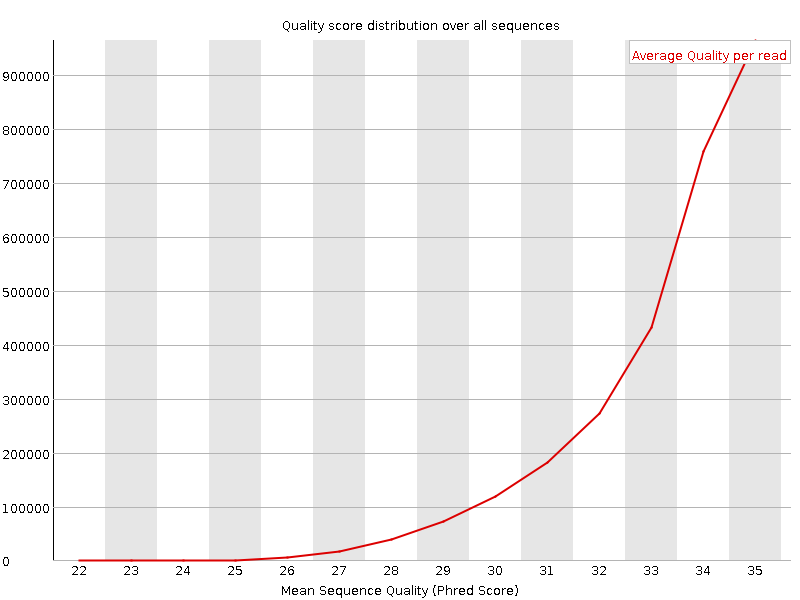 Quality score distribution over all sequences
Average Quality per read
900000
800000
700000
600000
500000
400000
300000
200000
100000
0
22 23 24 25 26 27 28 29 30 31 32 33 34 35
Mean Sequence Quality (Phred Score)